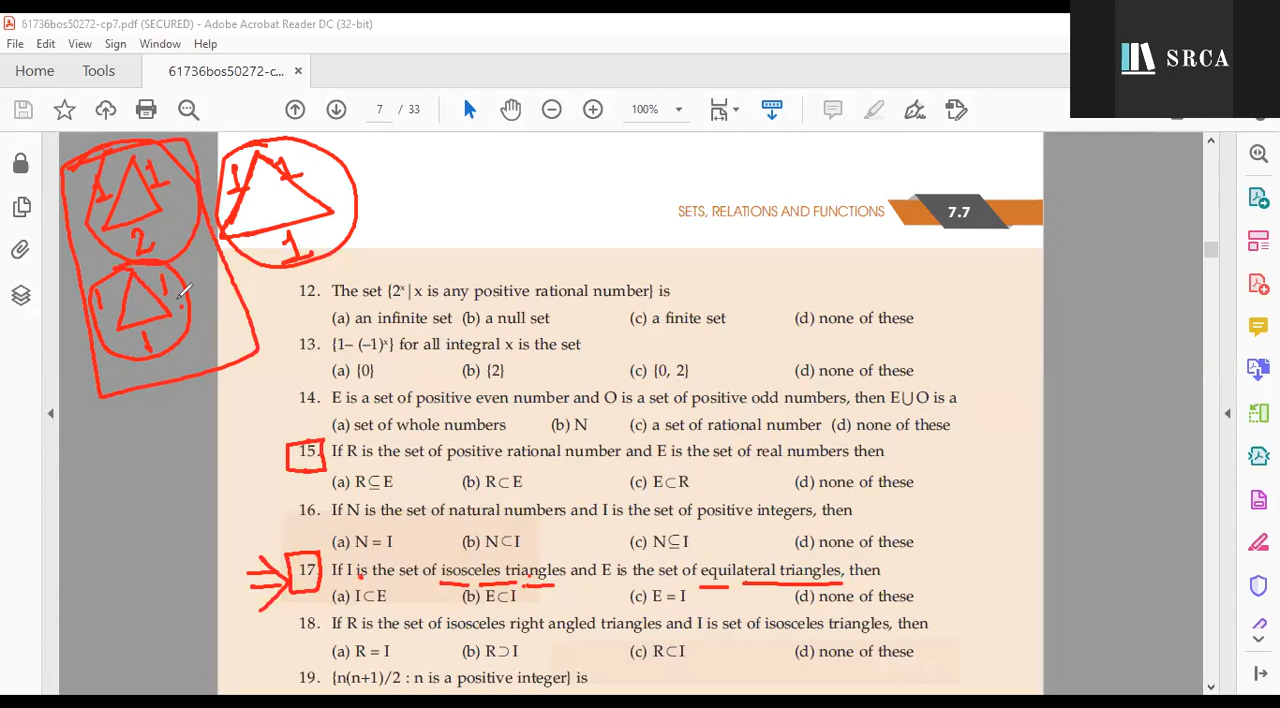 61736bos50272-cp7.pdf (SECURED) - Adobe Acrobat Reader DC (32-bit)
File Edit View Sign Window Help
SRCA
Home Tools 61736bos50272-c... ×
7 / 33 100%
1 1 2
1 1 1
1 1 1
SETS, RELATIONS AND FUNCTIONS 7.7
12. The set {2ˣ|x is any positive rational number} is
(a) an infinite set (b) a null set (c) a finite set (d) none of these
13. {1– (–1)ˣ} for all integral x is the set
(a) {0} (b) {2} (c) {0, 2} (d) none of these
14. E is a set of positive even number and O is a set of positive odd numbers, then E∪O is a
(a) set of whole numbers (b) N (c) a set of rational number (d) none of these
15. If R is the set of positive rational number and E is the set of real numbers then
(a) R⊆E (b) R⊂E (c) E⊂R (d) none of these
16. If N is the set of natural numbers and I is the set of positive integers, then
(a) N = I (b) N⊂I (c) N⊆I (d) none of these
17. If I is the set of isosceles triangles and E is the set of equilateral triangles, then
(a) I⊂E (b) E⊂I (c) E = I (d) none of these
18. If R is the set of isosceles right angled triangles and I is set of isosceles triangles, then
(a) R = I (b) R⊃I (c) R⊂I (d) none of these
19. {n(n+1)/2 : n is a positive integer} is